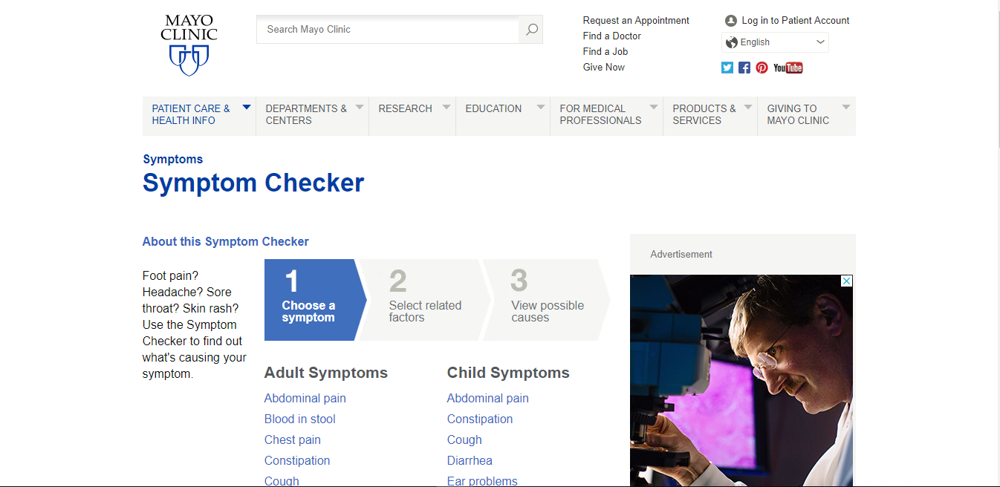 MAYO
CLINIC
Search Mayo Clinic
Request an Appointment
Find a Doctor
Find a Job
Give Now
Log in to Patient Account
English
YouTube
PATIENT CARE &
HEALTH INFO
DEPARTMENTS &
CENTERS
RESEARCH
EDUCATION
FOR MEDICAL
PROFESSIONALS
PRODUCTS &
SERVICES
GIVING TO
MAYO CLINIC
Symptoms
Symptom Checker
About this Symptom Checker
Foot pain?
Headache? Sore
throat? Skin rash?
Use the Symptom
Checker to find out
what's causing your
symptom.
1
Choose a
symptom
2
Select related
factors
3
View possible
causes
Adult Symptoms
Abdominal pain
Blood in stool
Chest pain
Constipation
Cough
Child Symptoms
Abdominal pain
Constipation
Cough
Diarrhea
Ear problems
Advertisement